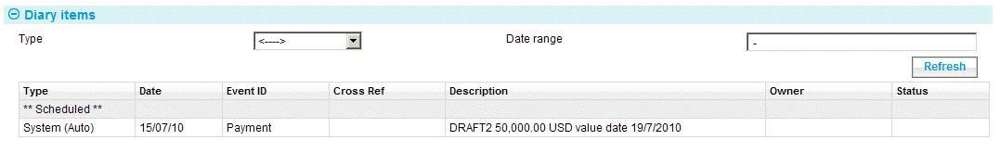 Diary items
Type <----> Date range -
Refresh
Type Date Event ID Cross Ref Description Owner Status
** Scheduled **
System (Auto) 15/07/10 Payment DRAFT2 50,000.00 USD value date 19/7/2010